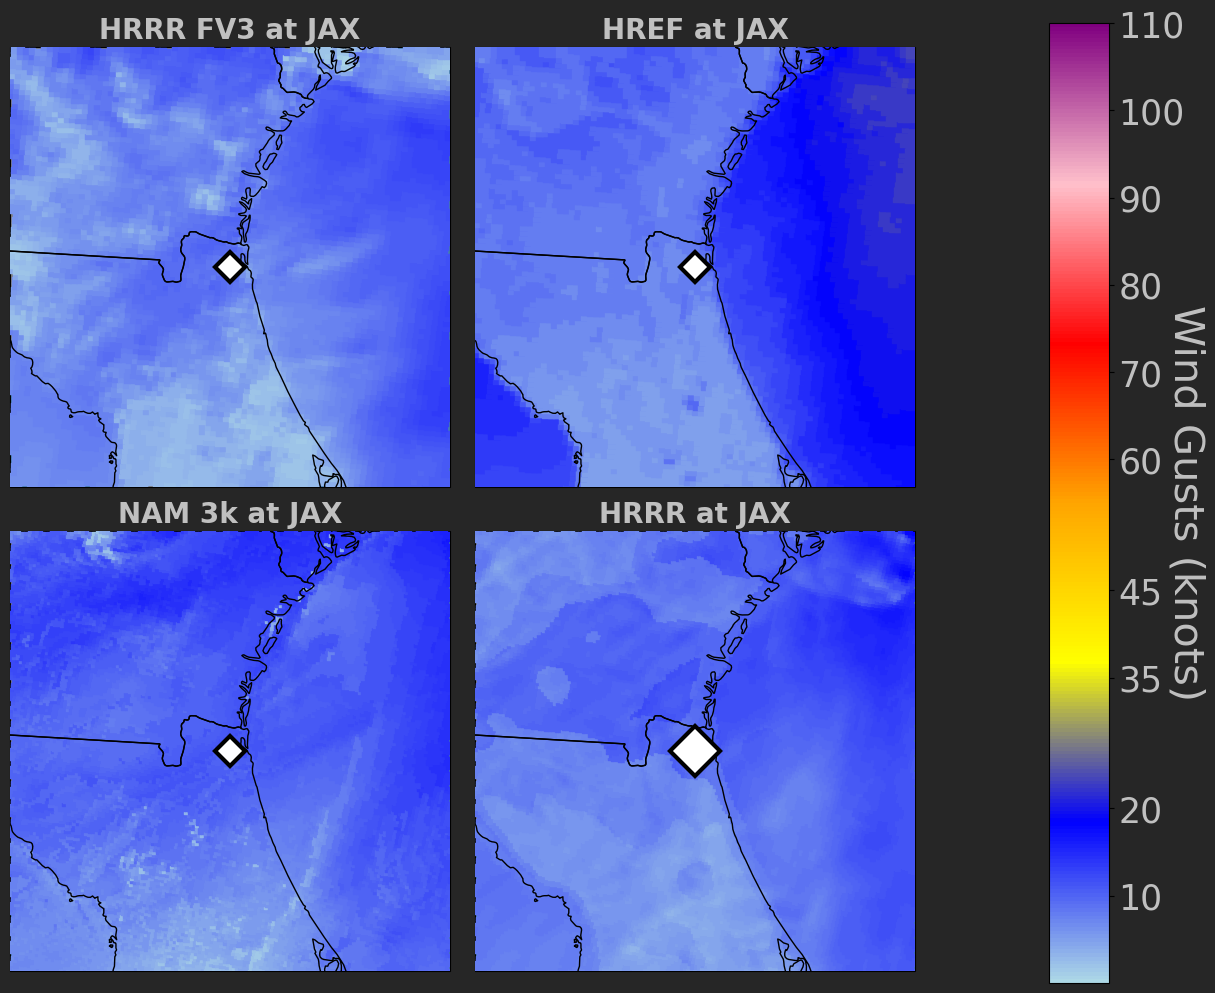 HRRR FV3 at JAX
HREF at JAX
NAM 3k at JAX
HRRR at JAX
110
100
90
80
70
60
45
35
20
10
Wind Gusts (knots)